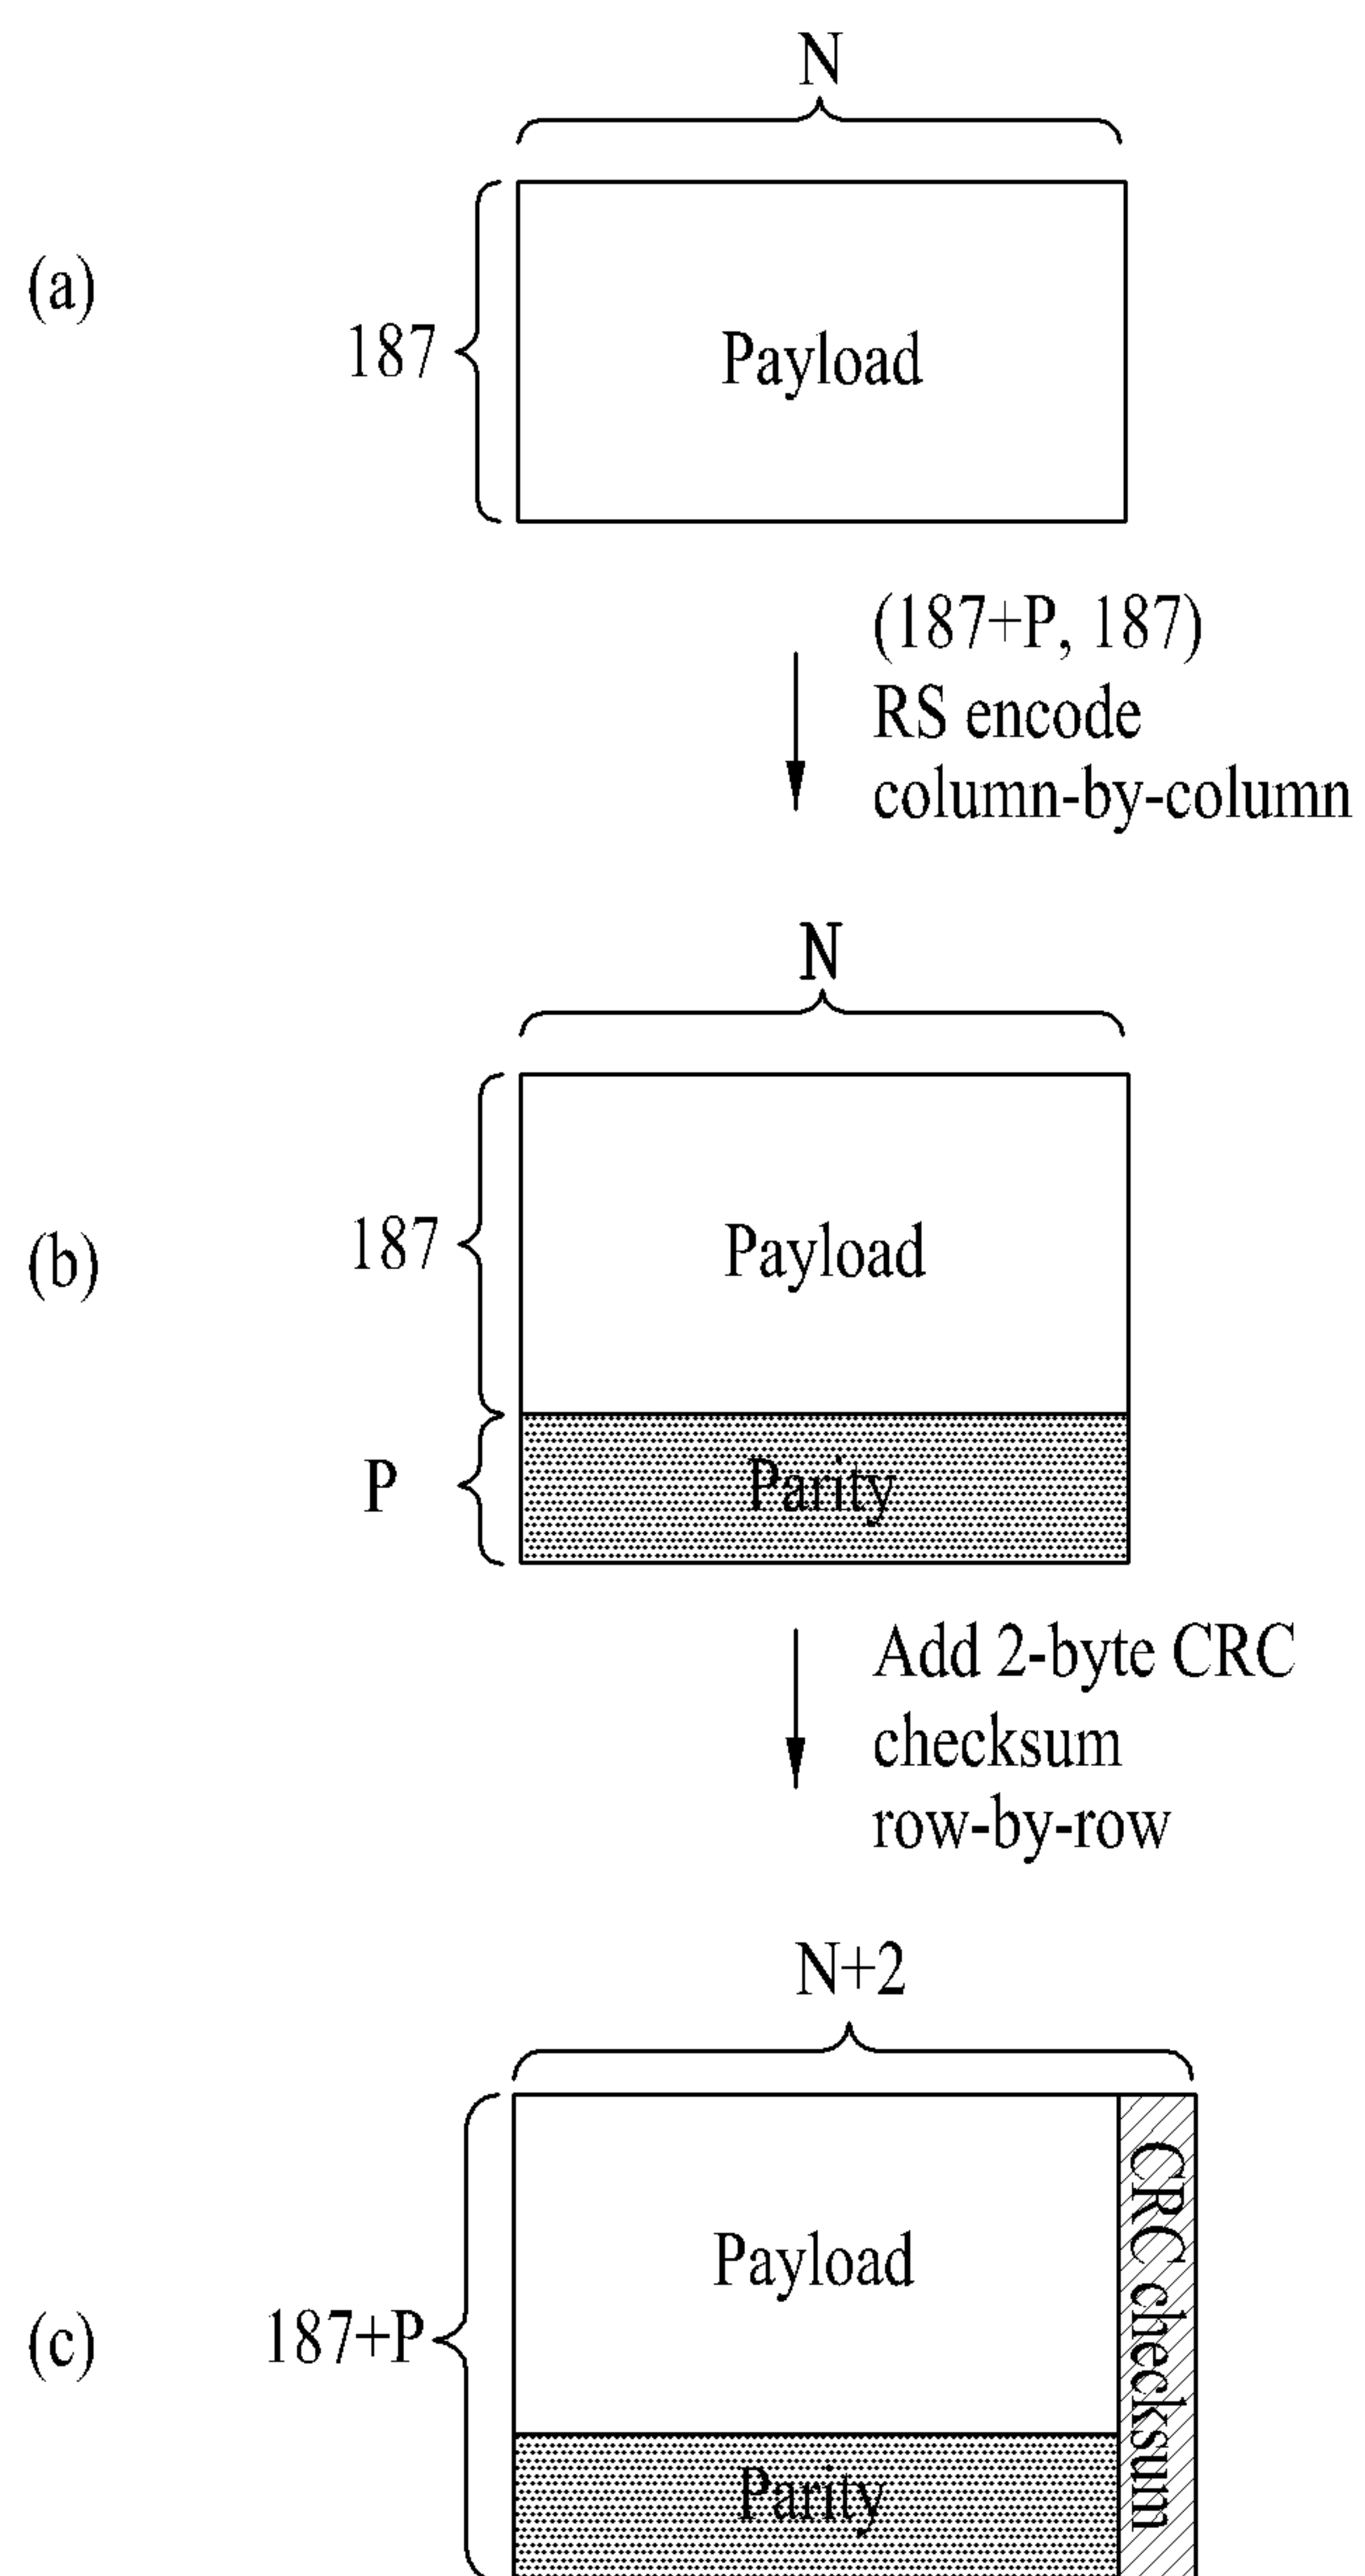 N
(a)
187
Payload
(187+P, 187)
RS encode
column-by-column
N
(b)
187
Payload
P
Parity
Add 2-byte CRC
checksum
row-by-row
N+2
(c)
187+P
Payload
CRC checksum
Parity